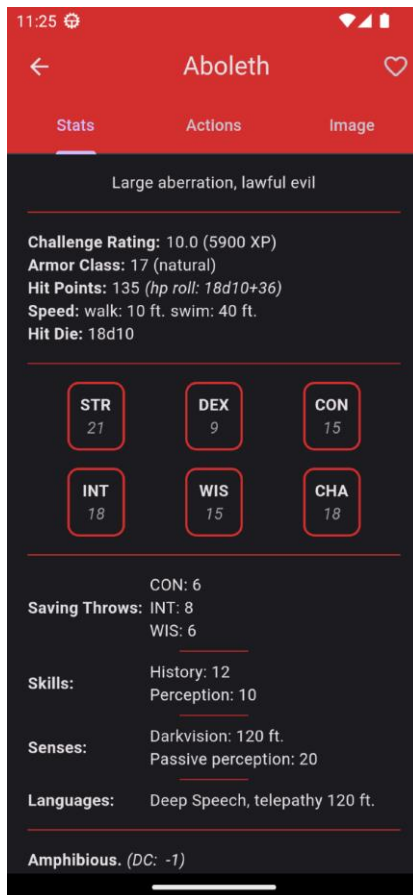 11:25
Aboleth
Stats Actions Image
Large aberration, lawful evil
Challenge Rating: 10.0 (5900 XP)
Armor Class: 17 (natural)
Hit Points: 135 (hp roll: 18d10+36)
Speed: walk: 10 ft. swim: 40 ft.
Hit Die: 18d10
STR DEX CON
21 9 15
INT WIS CHA
18 15 18
Saving Throws:
CON: 6
INT: 8
WIS: 6
Skills:
History: 12
Perception: 10
Senses:
Darkvision: 120 ft.
Passive perception: 20
Languages: Deep Speech, telepathy 120 ft.
Amphibious. (DC: -1)